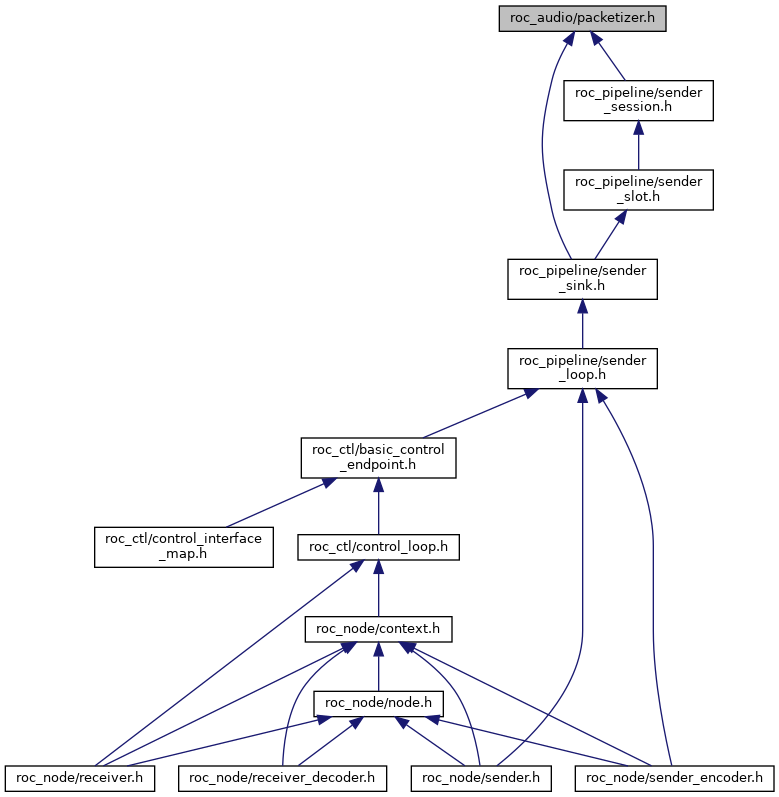 roc_audio/packetizer.h
roc_pipeline/sender
_session.h
roc_pipeline/sender
_slot.h
roc_pipeline/sender
_sink.h
roc_pipeline/sender
_loop.h
roc_ctl/basic_control
_endpoint.h
roc_ctl/control_interface
_map.h
roc_ctl/control_loop.h
roc_node/context.h
roc_node/node.h
roc_node/receiver.h
roc_node/receiver_decoder.h
roc_node/sender.h
roc_node/sender_encoder.h